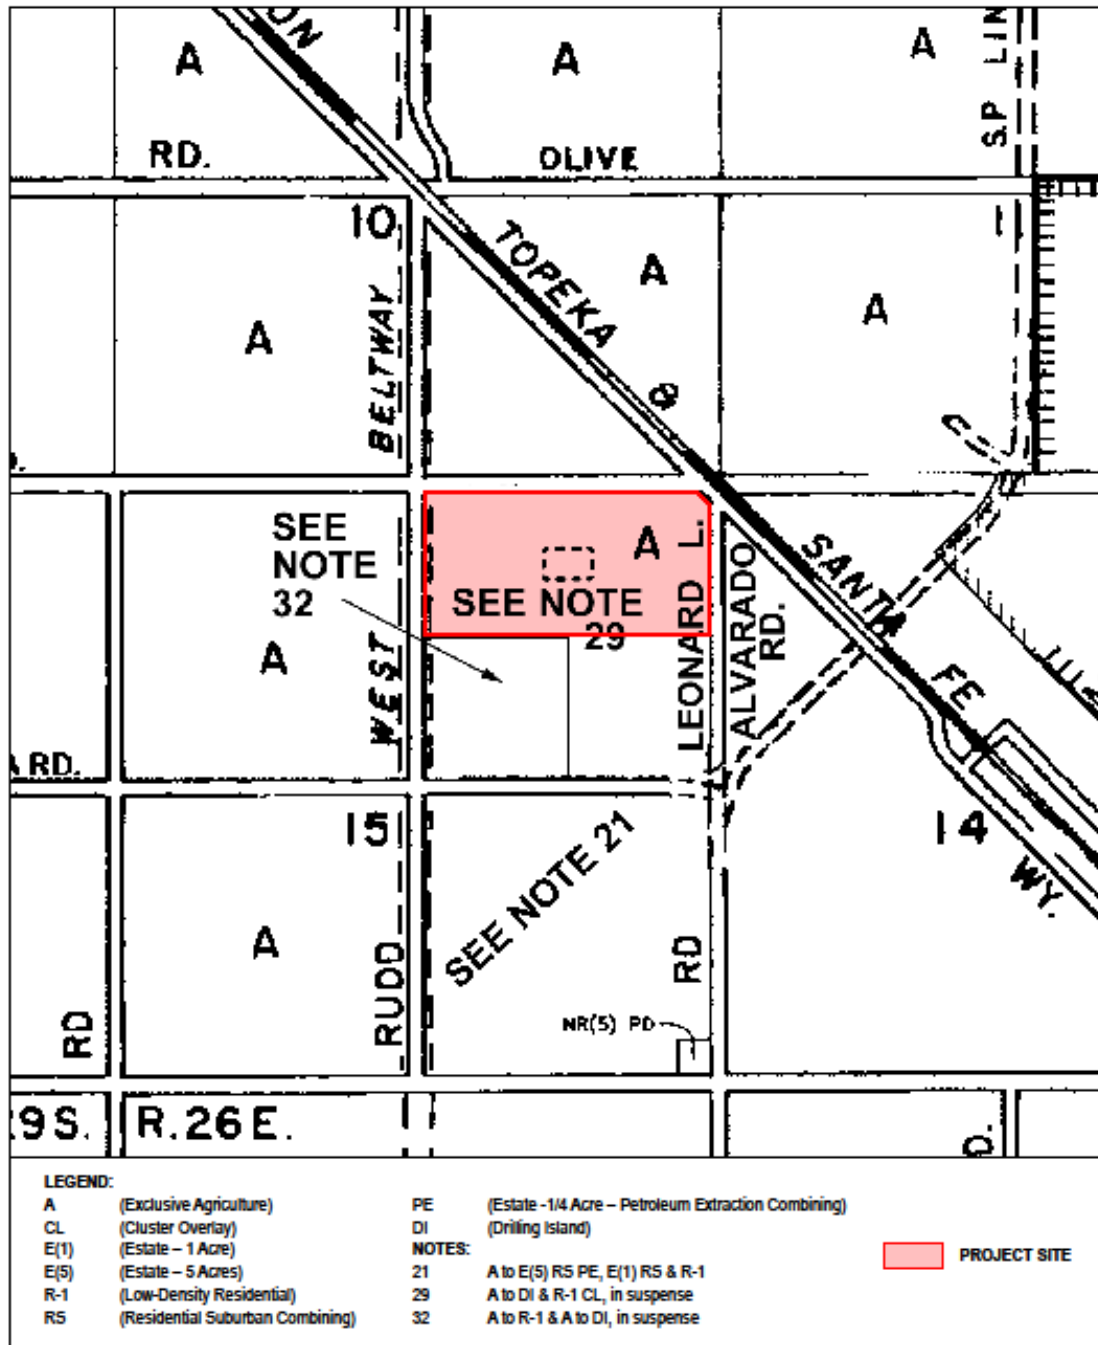 ON
A
A
A
S.P. LIN
RD.
OLIVE
10
1
TOPEKA
A
A
BELTWAY
A
&
SEE
NOTE
32
A
SEE NOTE
29
LEONARD L.
ALVARADO
RD.
SANTA
A
WEST
FE
RD.
15
14
SEE NOTE 21
WY.
A
RUDD
RD
RD
NR(5) PD
9 S.
R. 26 E.
LEGEND:
A (Exclusive Agriculture)
CL (Cluster Overlay)
E(1) (Estate – 1 Acre)
E(5) (Estate – 5 Acres)
R-1 (Low-Density Residential)
RS (Residential Suburban Combining)
PE (Estate -1/4 Acre – Petroleum Extraction Combining)
DI (Drilling Island)
NOTES:
21 A to E(5) RS PE, E(1) RS & R-1
29 A to DI & R-1 CL, in suspense
32 A to R-1 & A to DI, in suspense
PROJECT SITE